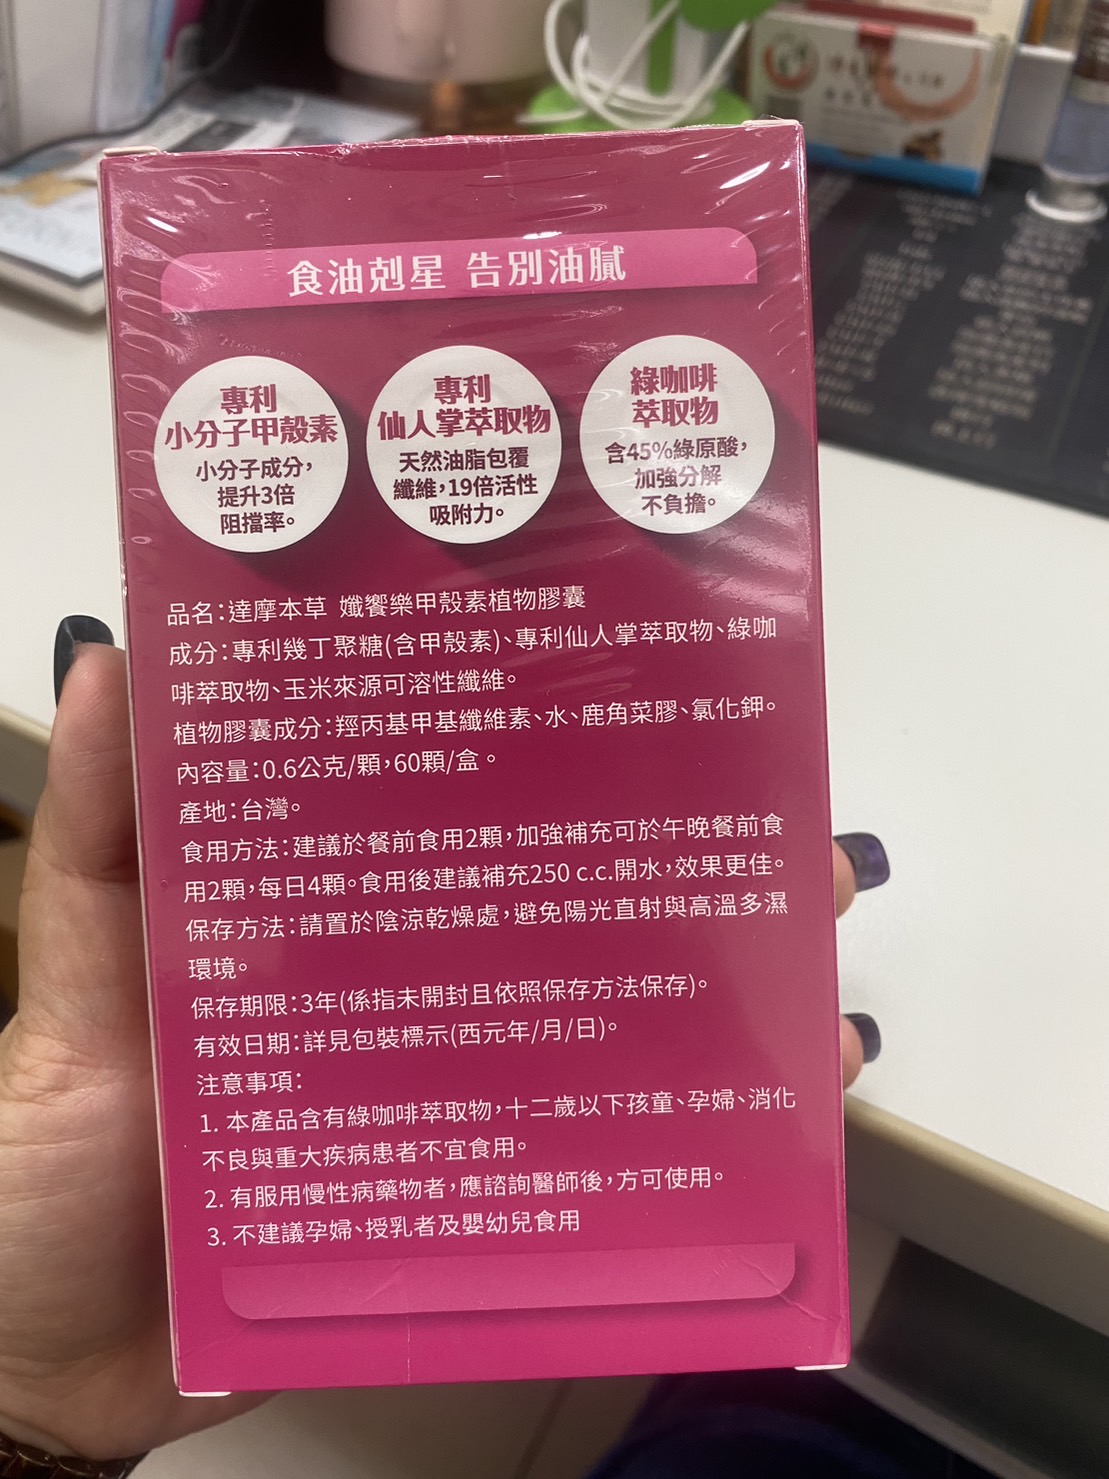 食油剋星 告別油膩
專利
小分子甲殼素
小分子成分,
提升3倍
阻擋率。
專利
仙人掌萃取物
天然油脂包覆
纖維,19倍活性
吸附力。
綠咖啡
萃取物
含45%綠原酸,
加強分解
不負擔。
品名:達摩本草 孅饗樂甲殼素植物膠囊
成分:專利幾丁聚糖(含甲殼素)、專利仙人掌萃取物、綠咖
啡萃取物、玉米來源可溶性纖維。
植物膠囊成分:羥丙基甲基纖維素、水、鹿角菜膠、氯化鉀。
內容量:0.6公克/顆,60顆/盒。
產地:台灣。
食用方法:建議於餐前食用2顆,加強補充可於午晚餐前食
用2顆,每日4顆。食用後建議補充250 c.c.開水,效果更佳。
保存方法:請置於陰涼乾燥處,避免陽光直射與高溫多濕
環境。
保存期限:3年(係指未開封且依照保存方法保存)。
有效日期:詳見包裝標示(西元年/月/日)。
注意事項:
1. 本產品含有綠咖啡萃取物,十二歲以下孩童、孕婦、消化
不良與重大疾病患者不宜食用。
2. 有服用慢性病藥物者,應諮詢醫師後,方可使用。
3. 不建議孕婦、授乳者及嬰幼兒食用